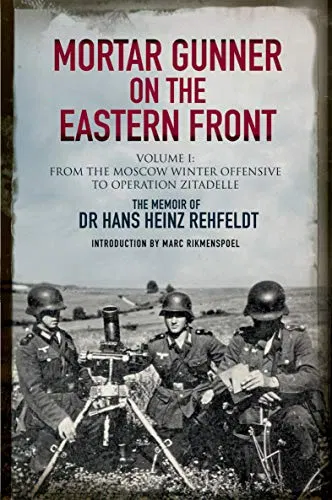 MORTAR GUNNER
ON THE
EASTERN FRONT
VOLUME I:
FROM THE MOSCOW WINTER OFFENSIVE
TO OPERATION ZITADELLE
THE MEMOIR OF
DR HANS HEINZ REHFELDT
INTRODUCTION BY MARC RIKMENSPOEL